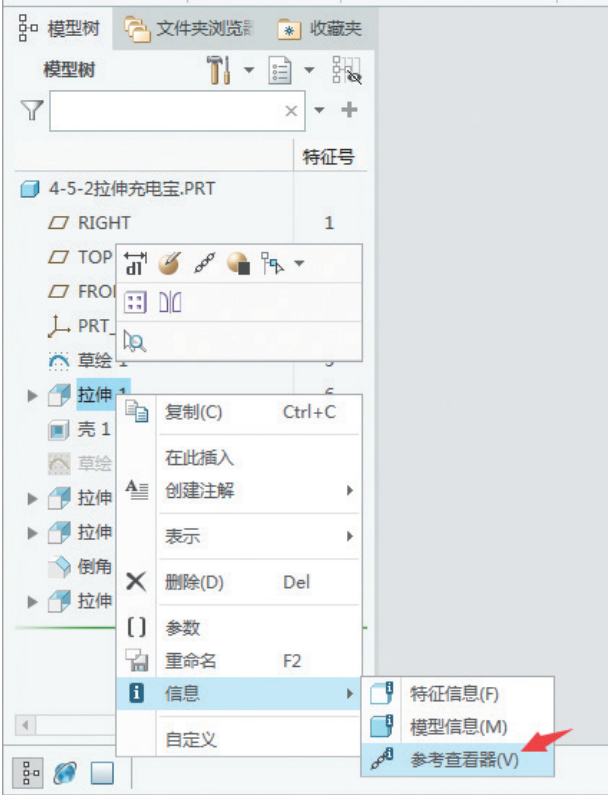 模型树 文件夹浏览器 收藏夹
模型树
特征号
4-5-2拉伸充电宝.PRT
RIGHT 1
TOP
FRO
PRT_
草绘 1
拉伸 1 6
壳 1
草绘
拉伸
拉伸
倒角
拉伸
复制(C) Ctrl+C
在此插入
创建注解
表示
删除(D) Del
参数
重命名 F2
信息
自定义
特征信息(F)
模型信息(M)
参考查看器(V)